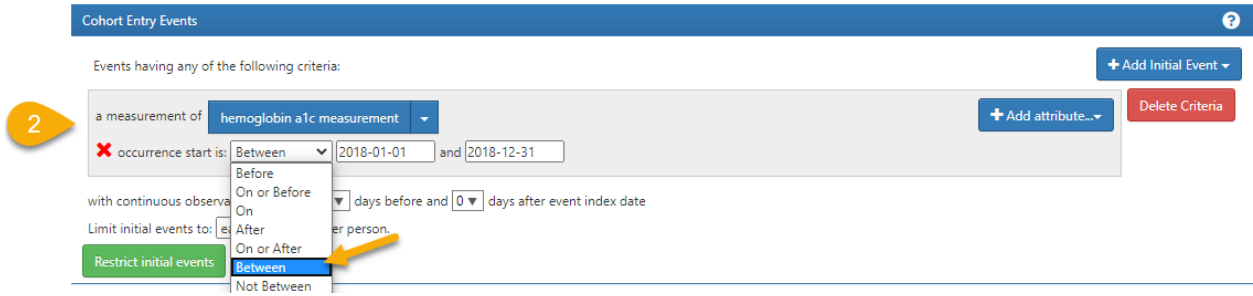 Cohort Entry Events ?
Events having any of the following criteria:
+ Add Initial Event
2
a measurement of hemoglobin a1c measurement
+ Add attribute...
Delete Criteria
occurrence start is: Between 2018-01-01 and 2018-12-31
Before
On or Before
On
After
On or After
Between
Not Between
with continuous observa days before and 0 days after event index date
Limit initial events to: ea er person.
Restrict initial events